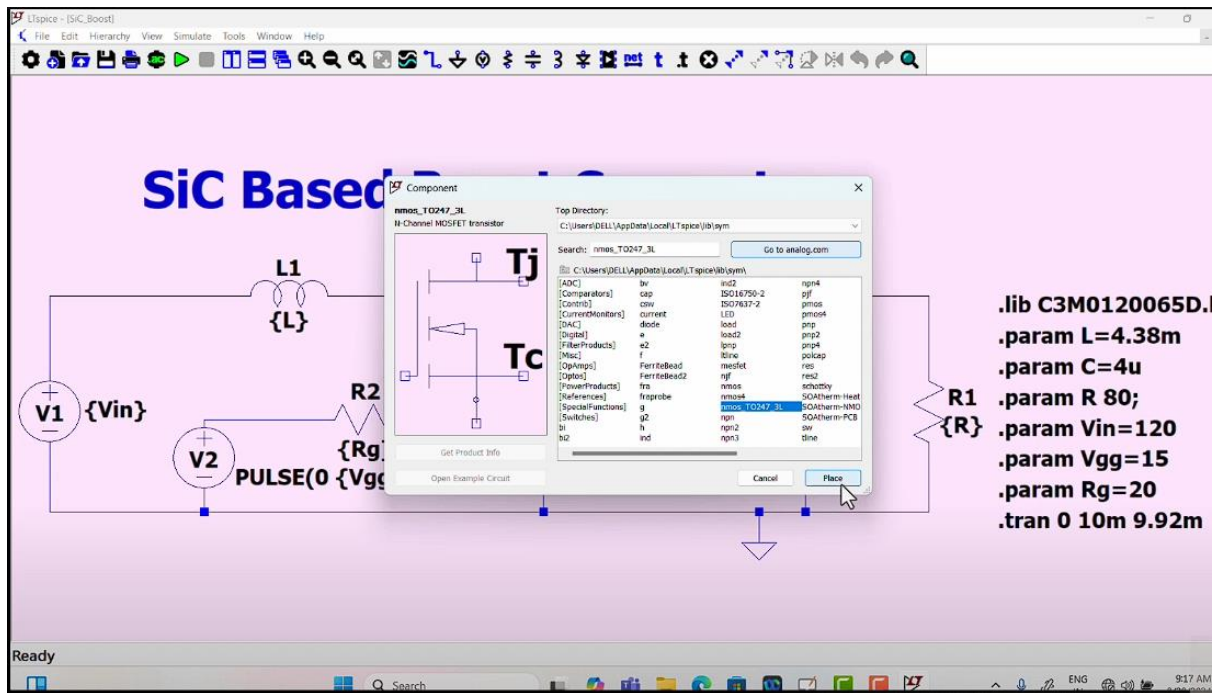 LTspice - [SiC_Boost]
File Edit Hierarchy View Simulate Tools Window Help
SiC Based
Component
nmos_TO247_3L
N-Channel MOSFET transistor
Top Directory:
C:\Users\DELL\AppData\Local\LTspice\lib\sym
Search: nmos_TO247_3L
Go to analog.com
C:\Users\DELL\AppData\Local\LTspice\lib\sym\
[ADC] bv ind2 npn4
[Comparators] cap ISO16750-2 pjf
[Contrib] csw ISO7637-2 pmos
[CurrentMonitors] current LED pmos4
[DAC] diode load pnp
[Digital] e load2 pnp2
[FilterProducts] e2 lpnp pnp4
[Misc] f ltline polcap
[OpAmps] FerriteBead mesfet res
[Optos] FerriteBead2 njf res2
[PowerProducts] fra nmos schottky
[References] fraprobe nmos4 SOAtherm-Heat
[SpecialFunctions] g nmos_TO247_3L SOAtherm-NMO
[Switches] g2 npn SOAtherm-PCB
bi h npn2 sw
bi2 ind npn3 tline
Tj
Tc
Get Product Info
Open Example Circuit
Cancel
Place
L1
{L}
V1 {Vin}
R2
{Rg
V2
PULSE(0 {Vgg
R1
{R}
.lib C3M0120065D.
.param L=4.38m
.param C=4u
.param R 80;
.param Vin=120
.param Vgg=15
.param Rg=20
.tran 0 10m 9.92m
Ready
Search
ENG
9:17 AM